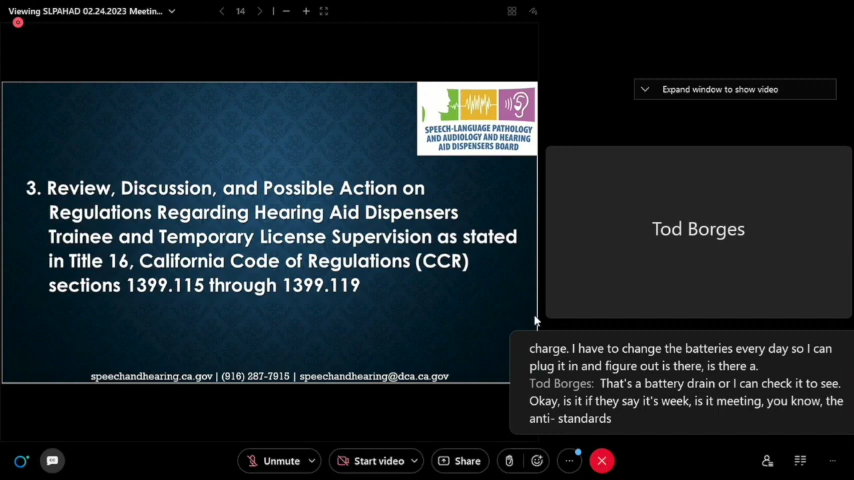 Viewing SLPAHAD 02.24.2023 Meetin...
14
Expand window to show video
SPEECH-LANGUAGE PATHOLOGY
AND AUDIOLOGY AND HEARING
AID DISPENSERS BOARD
3. Review, Discussion, and Possible Action on
Regulations Regarding Hearing Aid Dispensers
Trainee and Temporary License Supervision as stated
in Title 16, California Code of Regulations (CCR)
sections 1399.115 through 1399.119
speechandhearing.ca.gov | (916) 287-7915 | speechandhearing@dca.ca.gov
Tod Borges
charge. I have to change the batteries every day so I can
plug it in and figure out is there, is there a.
Tod Borges: That's a battery drain or I can check it to see.
Okay, is it if they say it's week, is it meeting, you know, the
anti- standards
Unmute
Start video
Share